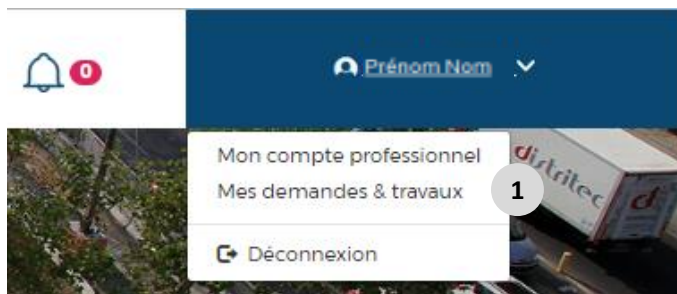 0
Prénom Nom
Mon compte professionnel
Mes demandes & travaux
1
Déconnexion
distritec
d